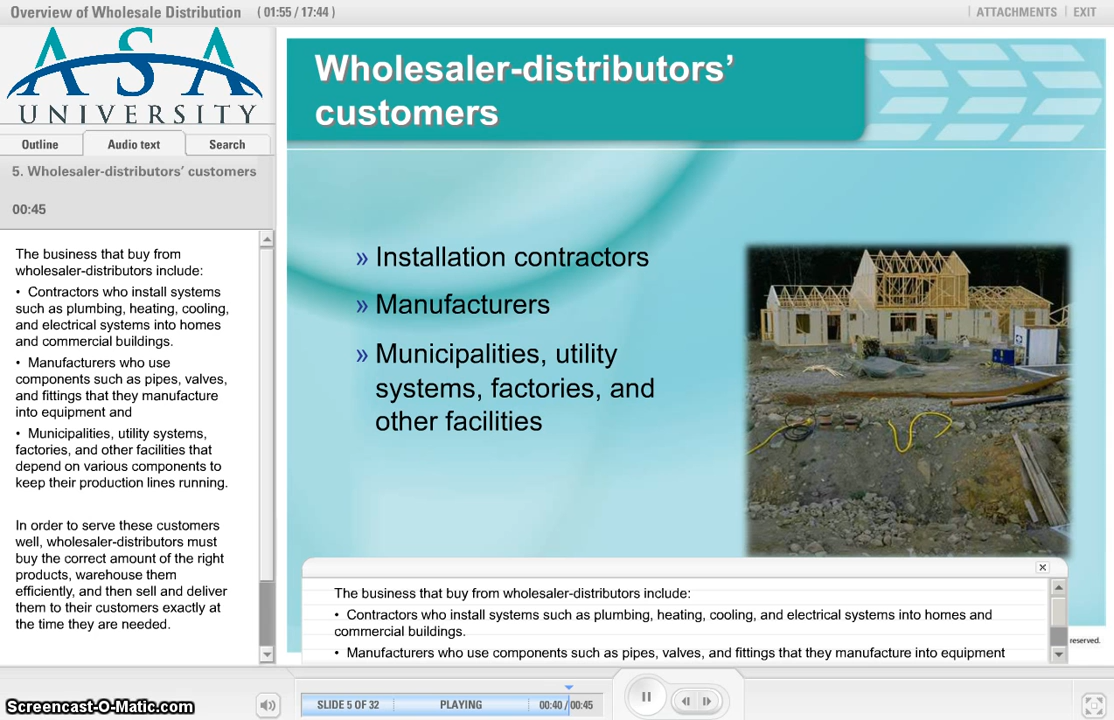 Overview of Wholesale Distribution ( 01:55 / 17:44 )
ATTACHMENTS EXIT
ASA
UNIVERSITY
Outline Audio text Search
5. Wholesaler-distributors’ customers
00:45
The business that buy from
wholesaler-distributors include:
• Contractors who install systems
such as plumbing, heating, cooling,
and electrical systems into homes
and commercial buildings.
• Manufacturers who use
components such as pipes, valves,
and fittings that they manufacture
into equipment and
• Municipalities, utility systems,
factories, and other facilities that
depend on various components to
keep their production lines running.
In order to serve these customers
well, wholesaler-distributors must
buy the correct amount of the right
products, warehouse them
efficiently, and then sell and deliver
them to their customers exactly at
the time they are needed.
Wholesaler-distributors’
customers
» Installation contractors
» Manufacturers
» Municipalities, utility
systems, factories, and
other facilities
The business that buy from wholesaler-distributors include:
• Contractors who install systems such as plumbing, heating, cooling, and electrical systems into homes and
commercial buildings.
• Manufacturers who use components such as pipes, valves, and fittings that they manufacture into equipment
reserved.
SLIDE 5 OF 32 PLAYING 00:40 / 00:45
Screencast-O-Matic.com